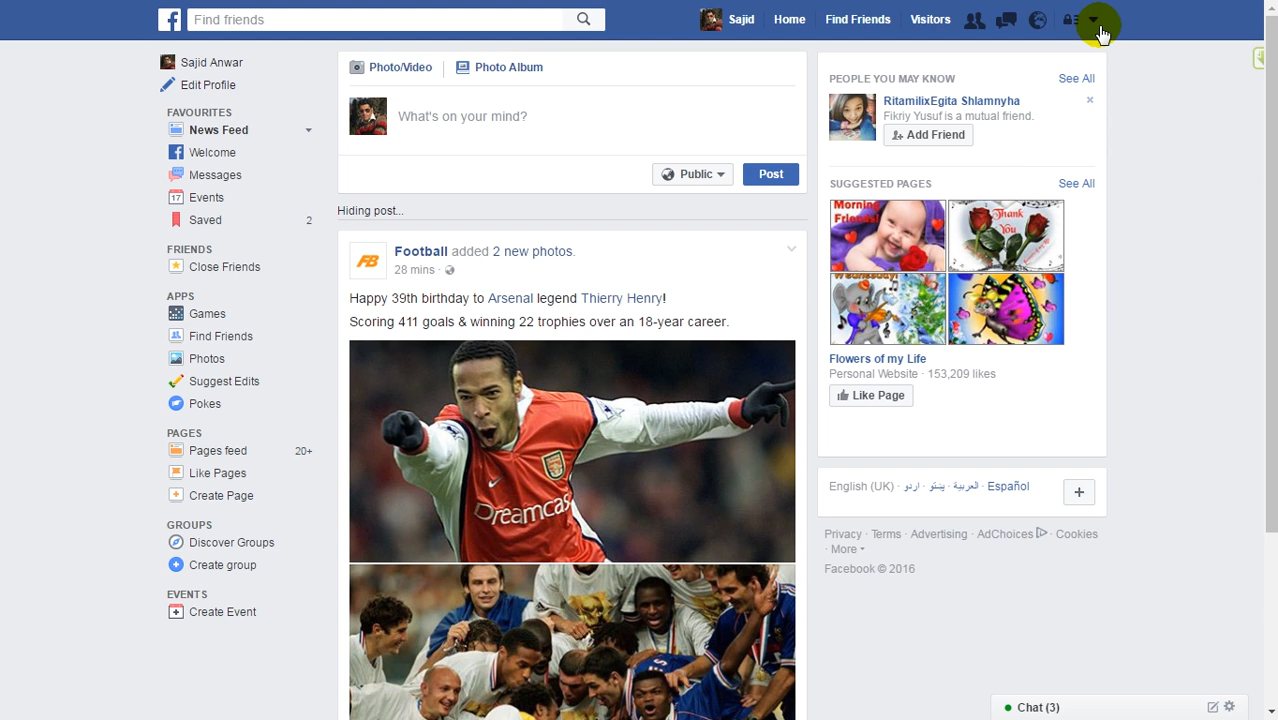 Find friends
Sajid Home Find Friends Visitors
Sajid Anwar
Edit Profile
FAVOURITES
News Feed
Welcome
Messages
17 Events
Saved 2
FRIENDS
Close Friends
APPS
Games
Find Friends
Photos
Suggest Edits
Pokes
PAGES
Pages feed 20+
Like Pages
Create Page
GROUPS
Discover Groups
Create group
EVENTS
Create Event
Photo/Video Photo Album
What's on your mind?
Public Post
Hiding post...
FB
Football added 2 new photos.
28 mins ·
Happy 39th birthday to Arsenal legend Thierry Henry!
Scoring 411 goals & winning 22 trophies over an 18-year career.
Dreamcast
PEOPLE YOU MAY KNOW See All
RitamilixEgita Shlamnyha
Fikriy Yusuf is a mutual friend.
Add Friend
SUGGESTED PAGES See All
Morning
Friends!
Thank
You
Flowers of my Life
Personal Website · 153,209 likes
Like Page
English (UK) · اردو · پښتو · العربية · Español
Privacy · Terms · Advertising · AdChoices · Cookies
· More
Facebook © 2016
Chat (3)